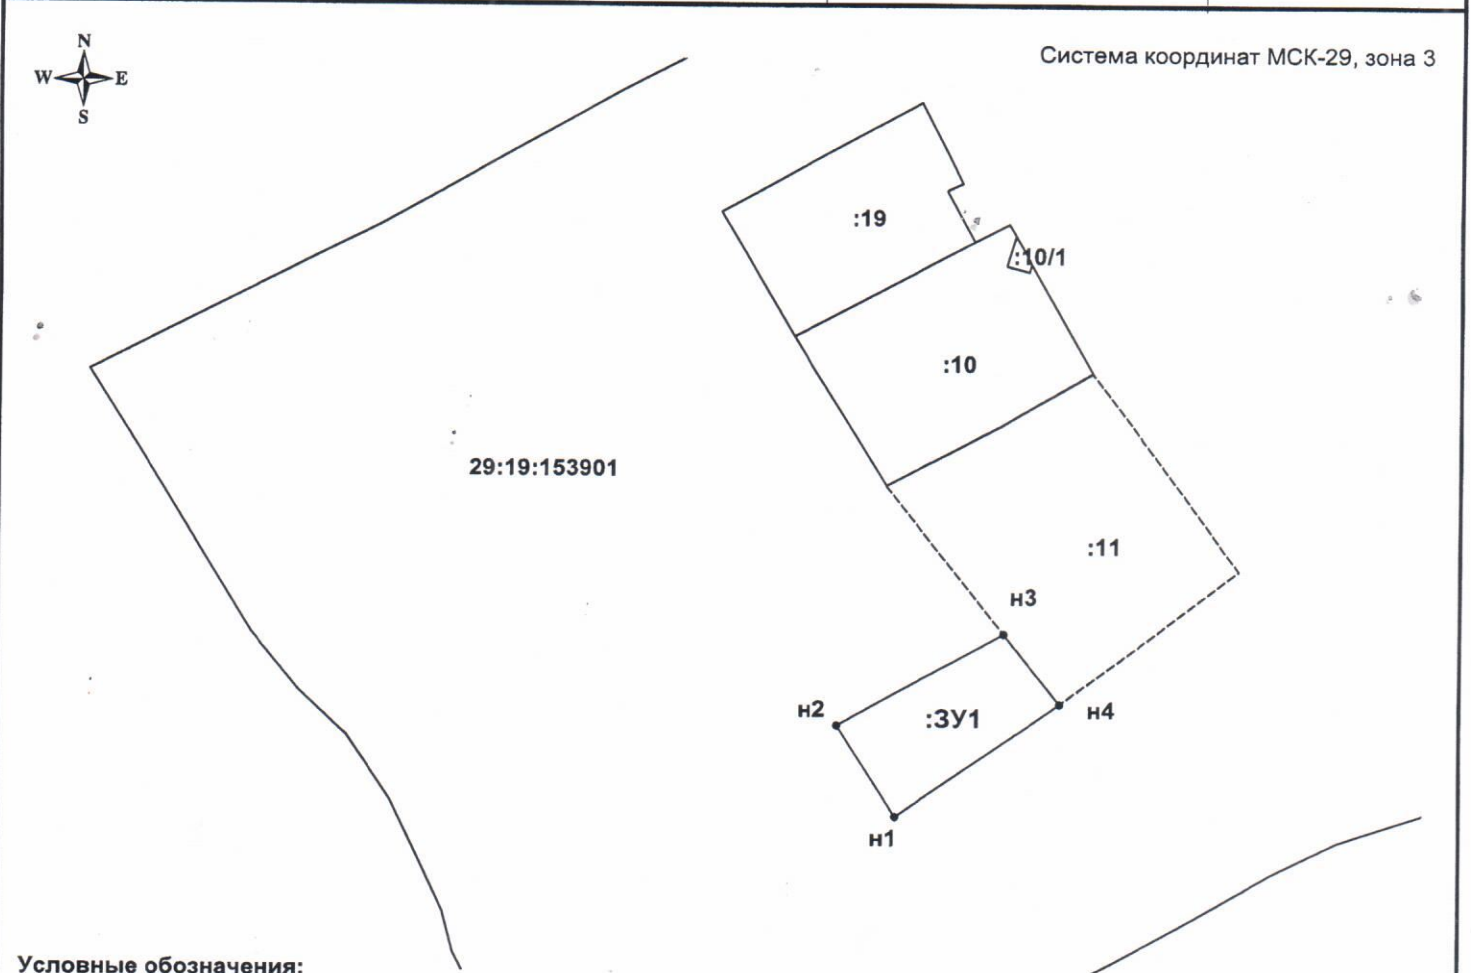 N
W E
S
Система координат МСК-29, зона 3
:19
:10/1
:10
29:19:153901
:11
н3
н2
:ЗУ1
н4
н1
Условные обозначения: